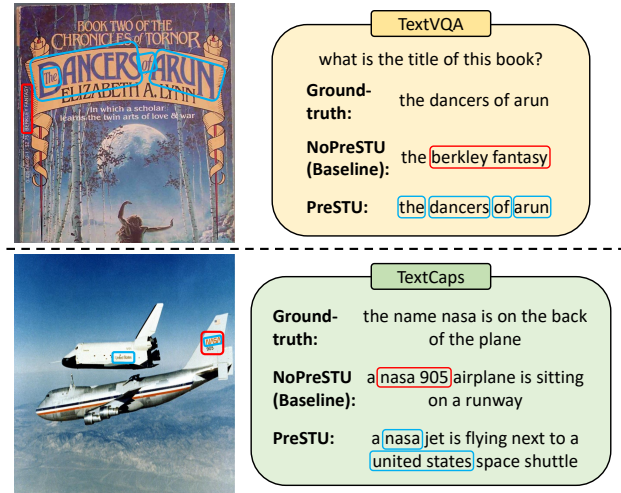 BOOK TWO OF THE
CHRONICLES of TORNOR
The DANCERS of ARUN
ELIZABETH A. LYNN
In which a scholar
learns the twin arts of love & war
BERKLEY FANTASY
TextVQA
what is the title of this book?
Ground-
truth: the dancers of arun
NoPreSTU
(Baseline): the berkley fantasy
PreSTU: the dancers of arun
NASA
905
TextCaps
Ground-
truth: the name nasa is on the back
of the plane
NoPreSTU
(Baseline): a nasa 905 airplane is sitting
on a runway
PreSTU: a nasa jet is flying next to a
united states space shuttle